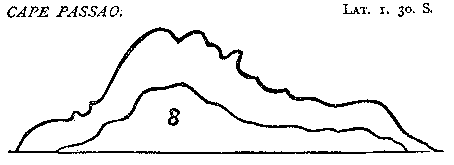 CAPE PASSAO.
LAT. 1. 30. S.
8